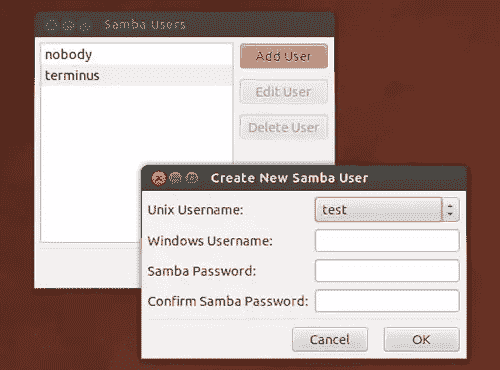 Samba Users
nobody
terminus
Add User
Edit User
Delete User
Create New Samba User
Unix Username:
test
Windows Username:
Samba Password:
Confirm Samba Password:
Cancel
OK